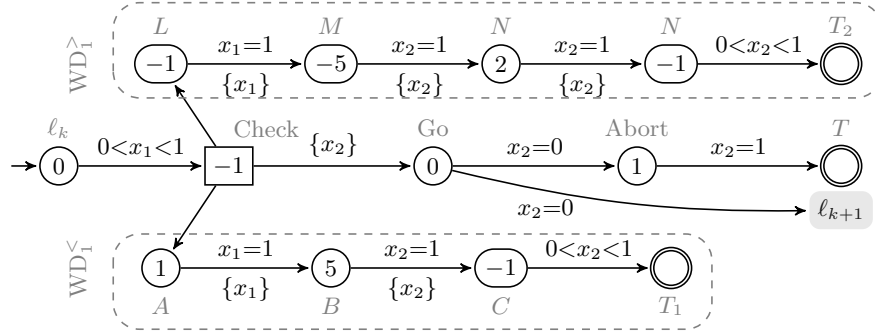 L M N N T₂
WD₁^>
−1 x₁=1 −5 x₂=1 2 x₂=1 −1 0<x₂<1
{x₁} {x₂} {x₂}
ℓₖ Check Go Abort T
0 0<x₁<1 −1 {x₂} 0 x₂=0 1 x₂=1
x₂=0 ℓₖ₊₁
WD₁^<
1 x₁=1 5 x₂=1 −1 0<x₂<1
{x₁} {x₂}
A B C T₁